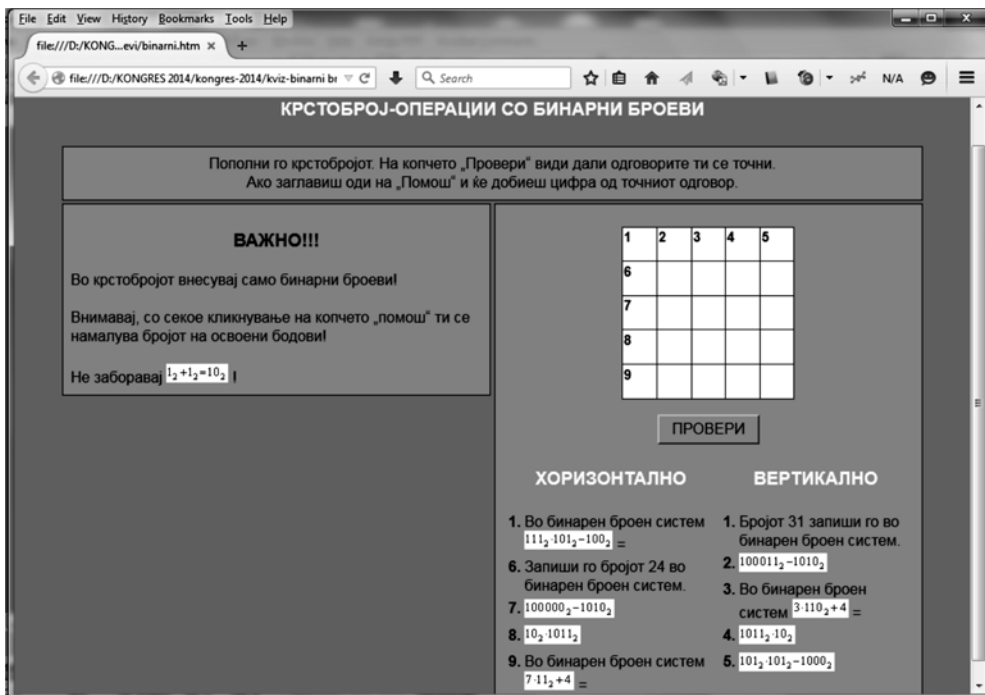 File Edit View History Bookmarks Tools Help
file:///D:/KONG...evi/binarni.htm × +
file:///D:/KONGRES 2014/kongres-2014/kviz-binarni br
Search
N/A
КРСТОБРОЈ-ОПЕРАЦИИ СО БИНАРНИ БРОЕВИ
Пополни го крстобројот. На копчето „Провери“ види дали одговорите ти се точни.
Ако заглавиш оди на „Помош“ и ќе добиеш цифра од точниот одговор.
ВАЖНО!!!
Во крстобројот внесувај само бинарни броеви!
Внимавај, со секое кликнување на копчето „помош“ ти се
намалува бројот на освоени бодови!
Не заборавај 1₂+1₂=10₂ !
1 2 3 4 5
6
7
8
9
ПРОВЕРИ
ХОРИЗОНТАЛНО
1. Во бинарен броен систем
111₂·101₂−100₂ =
6. Запиши го бројот 24 во
бинарен броен систем.
7. 100000₂−1010₂
8. 10₂·1011₂
9. Во бинарен броен систем
7·11₂+4 =
ВЕРТИКАЛНО
1. Бројот 31 запиши го во
бинарен броен систем.
2. 100011₂−1010₂
3. Во бинарен броен
систем 3·110₂+4 =
4. 1011₂·10₂
5. 101₂·101₂−1000₂